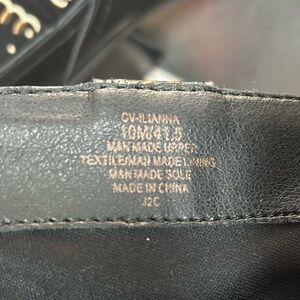 CV-ILIANNA
10M/41.5
MAN MADE UPPER
TEXTILE/MAN MADE LINING
MAN MADE SOLE
MADE IN CHINA
J2C